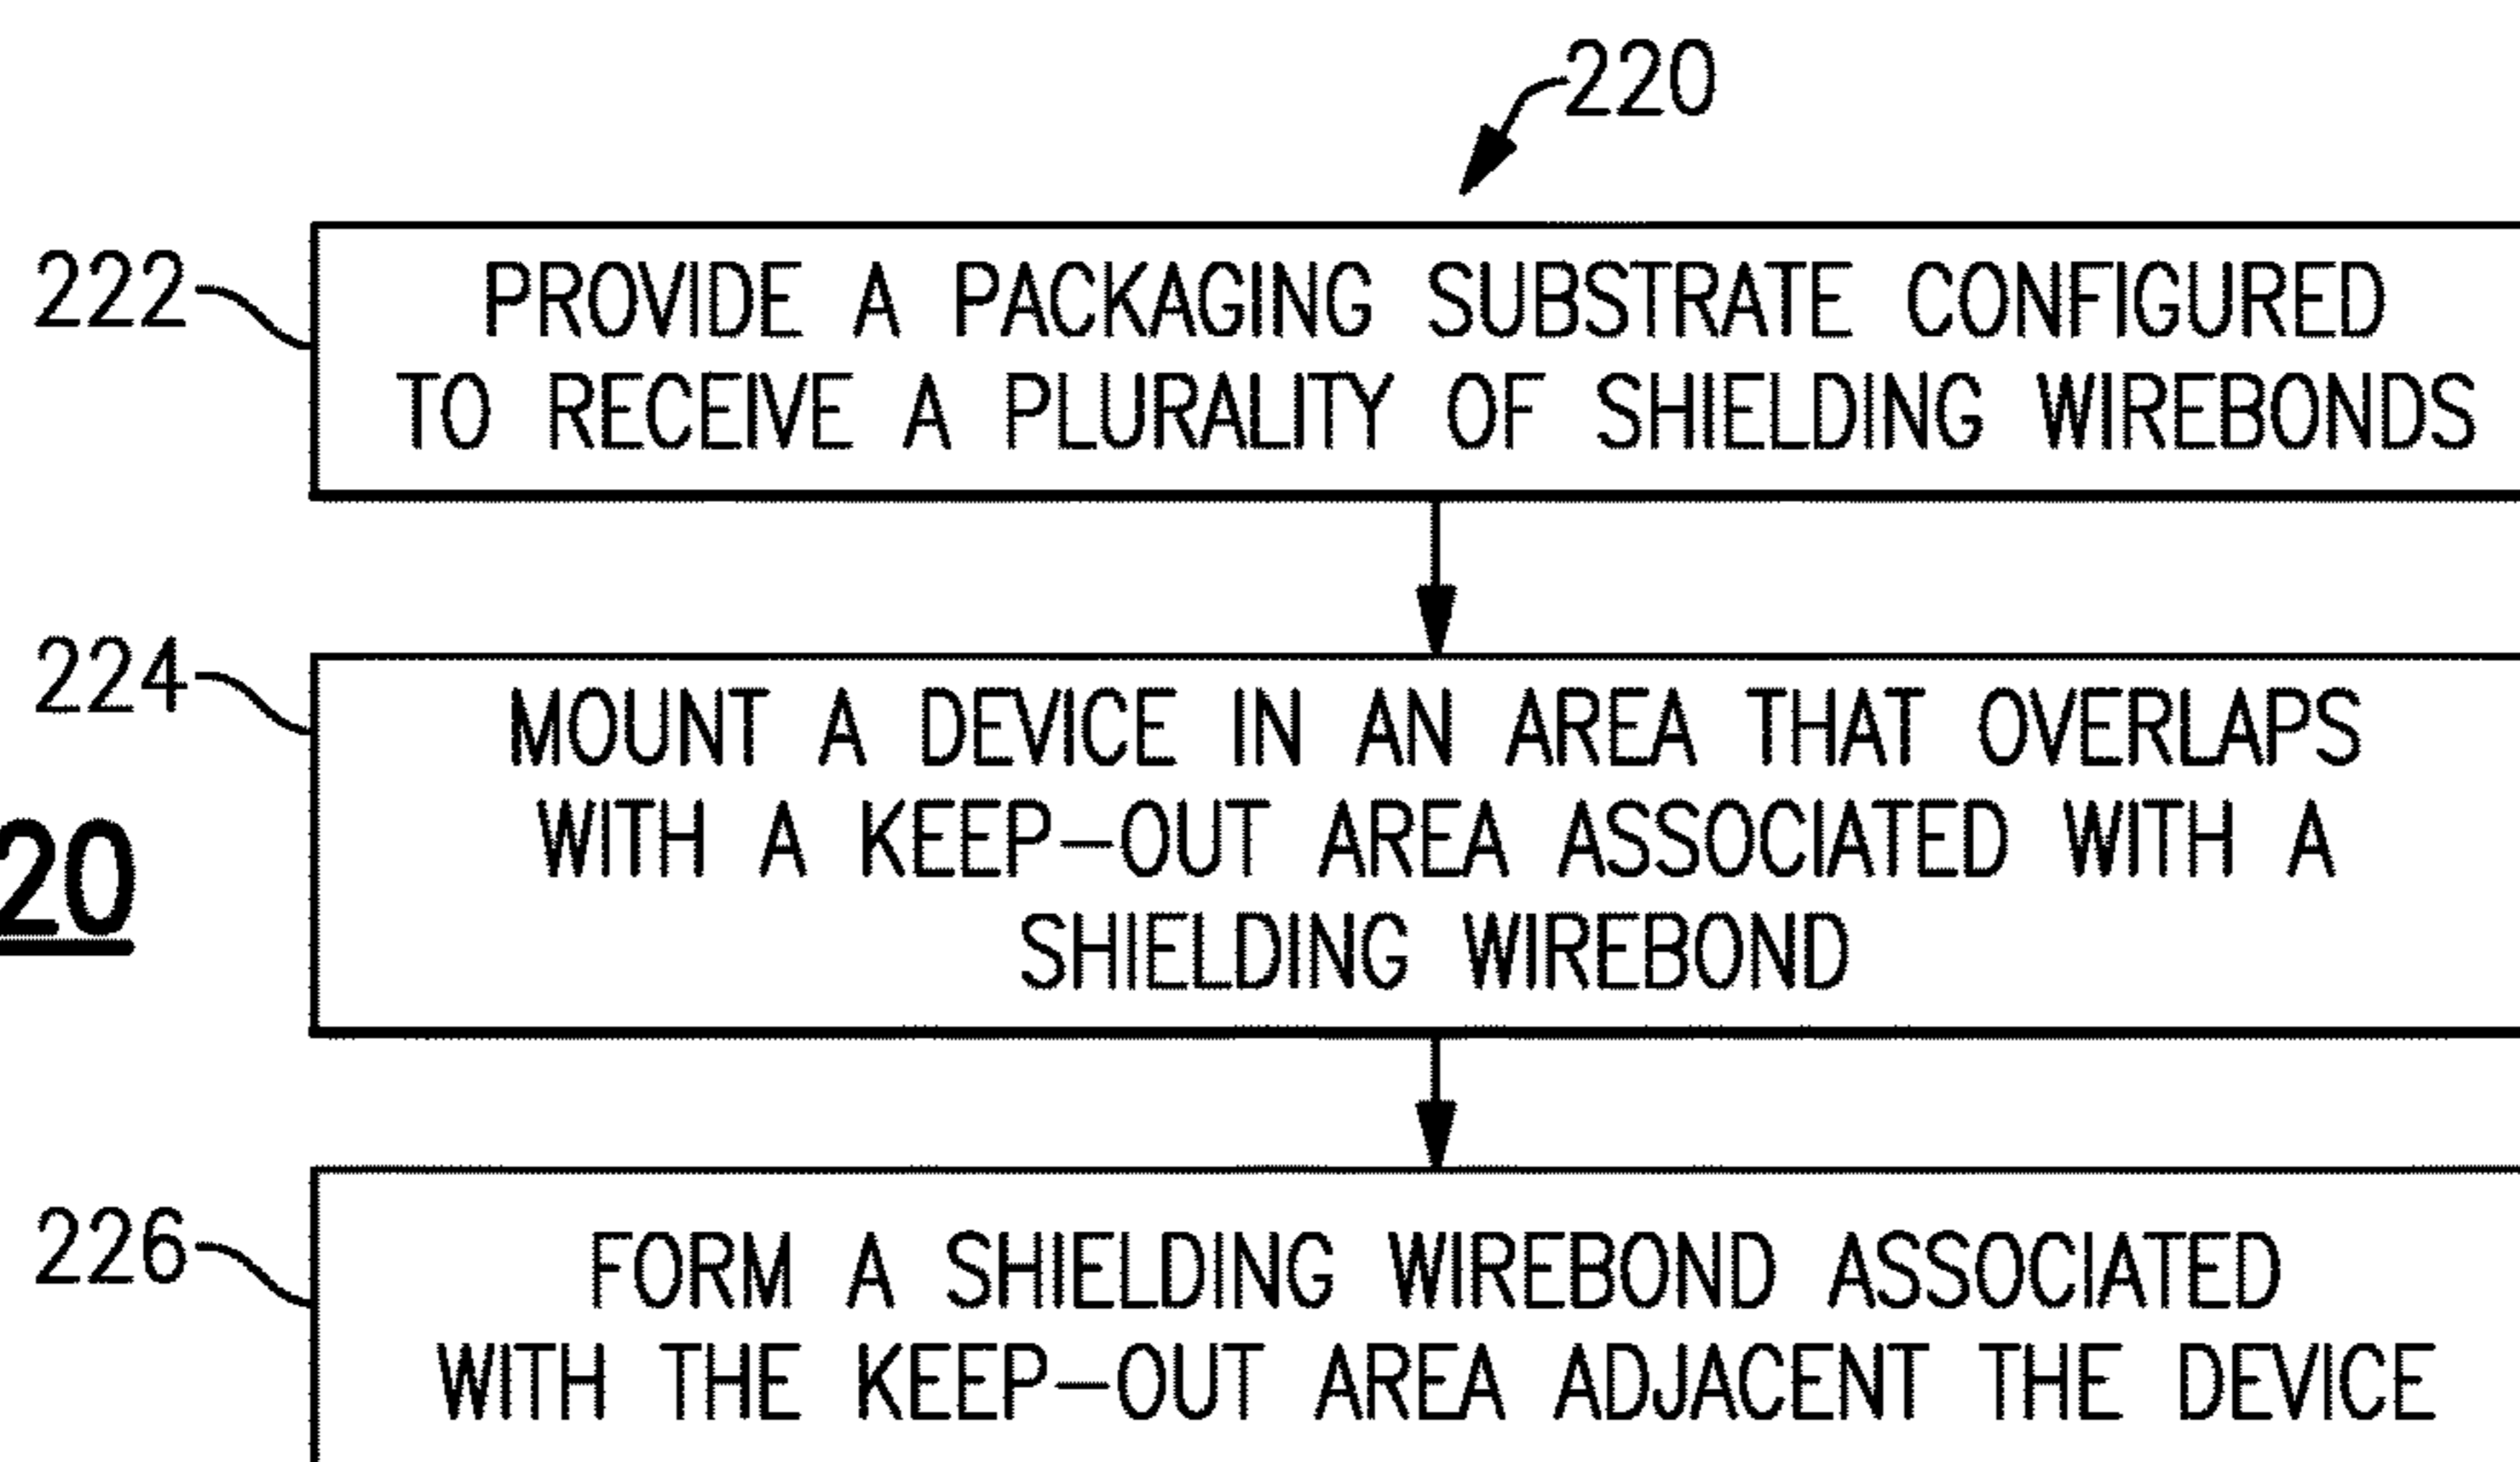 220
222
PROVIDE A PACKAGING SUBSTRATE CONFIGURED
TO RECEIVE A PLURALITY OF SHIELDING WIREBONDS
224
MOUNT A DEVICE IN AN AREA THAT OVERLAPS
WITH A KEEP-OUT AREA ASSOCIATED WITH A
SHIELDING WIREBOND
20
226
FORM A SHIELDING WIREBOND ASSOCIATED
WITH THE KEEP-OUT AREA ADJACENT THE DEVICE